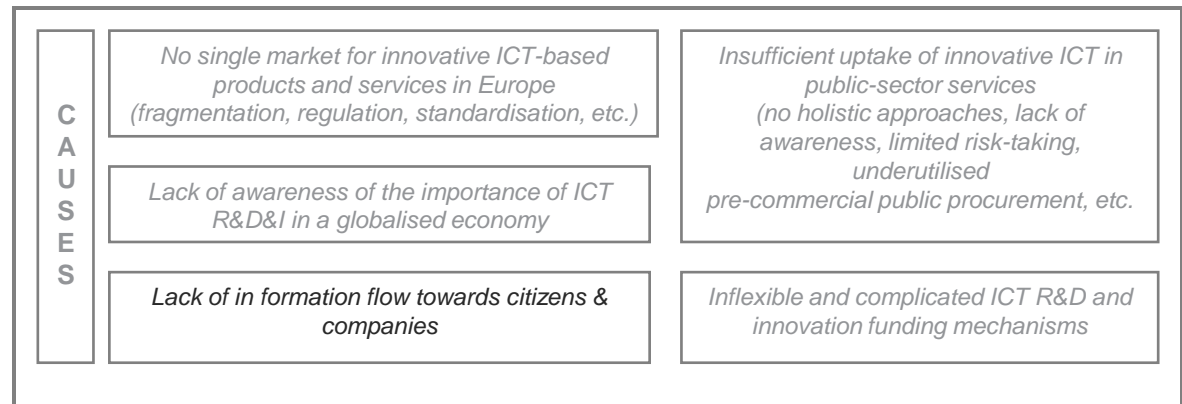 CAUSES
No single market for innovative ICT-based
products and services in Europe
(fragmentation, regulation, standardisation, etc.)
Lack of awareness of the importance of ICT
R&D&I in a globalised economy
Lack of in formation flow towards citizens &
companies
Insufficient uptake of innovative ICT in
public-sector services
(no holistic approaches, lack of
awareness, limited risk-taking,
underutilised
pre-commercial public procurement, etc.
Inflexible and complicated ICT R&D and
innovation funding mechanisms